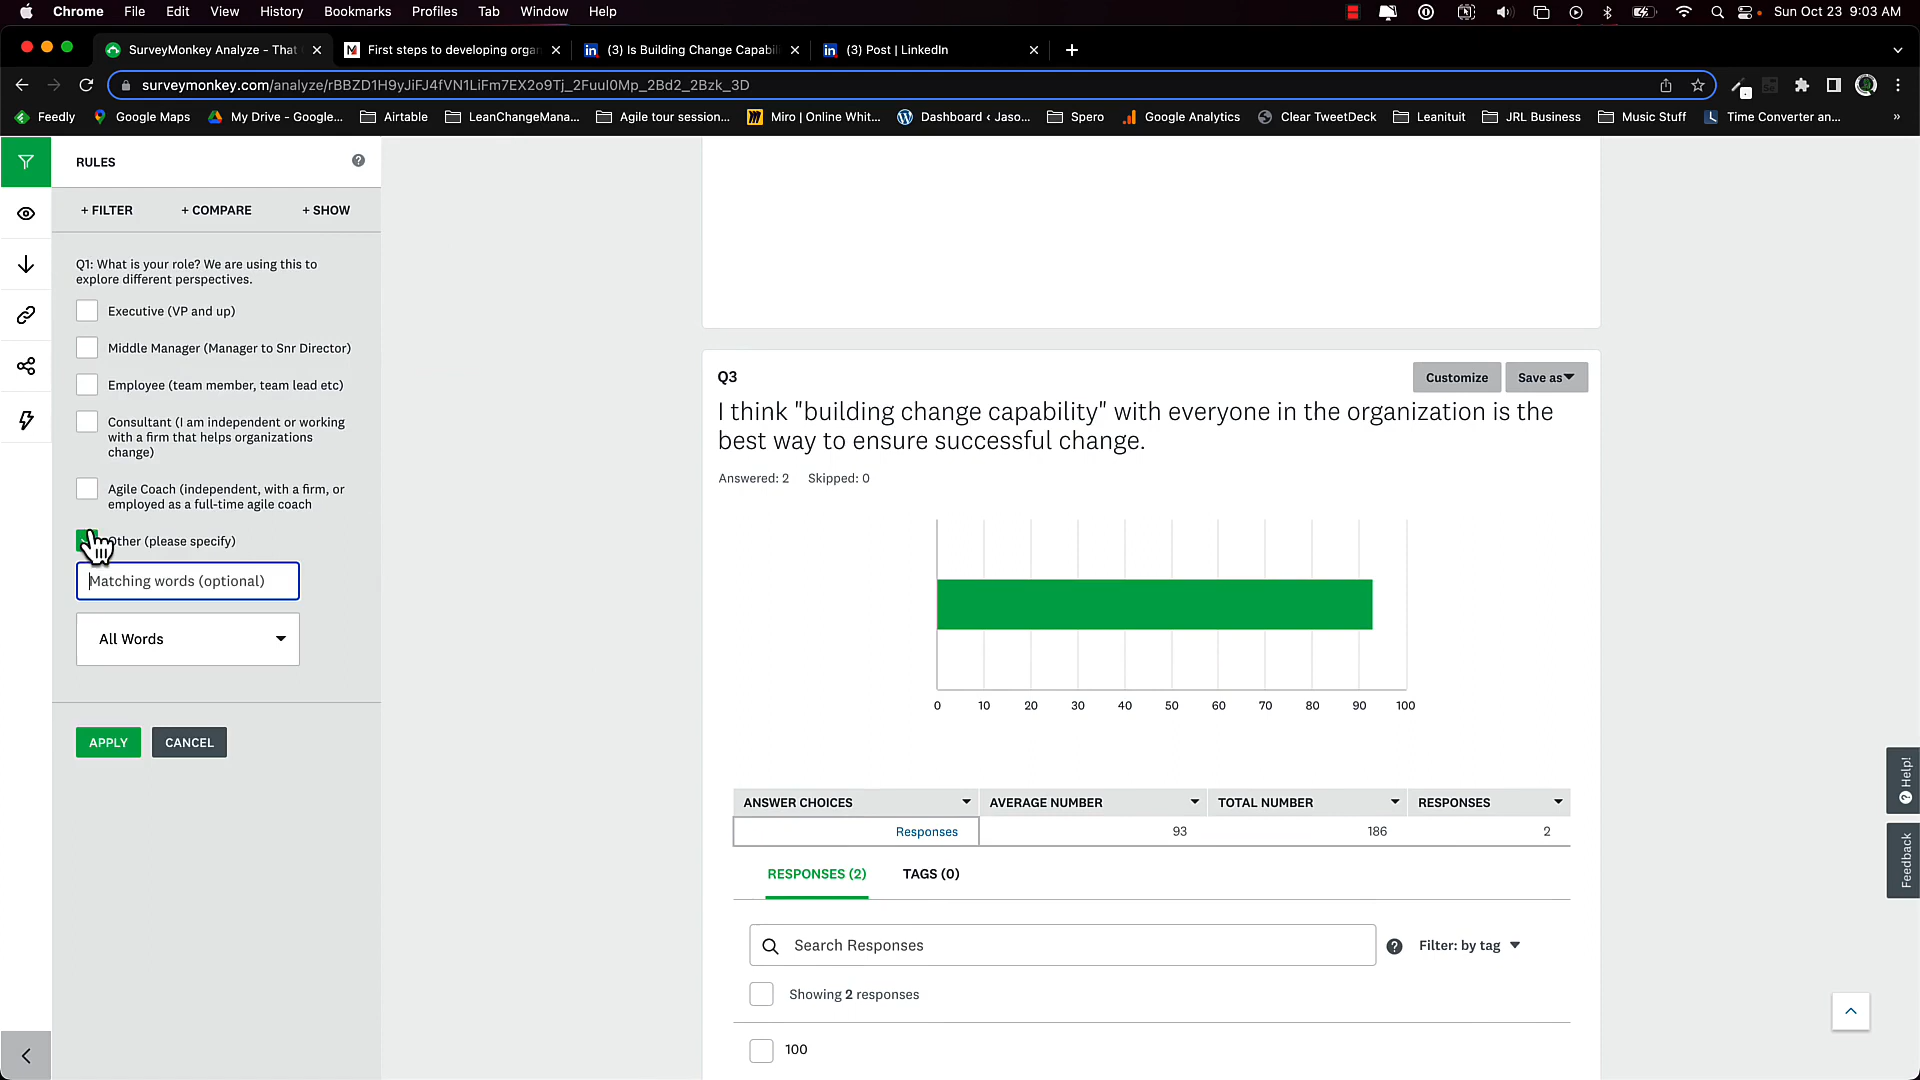 Chrome File Edit View History Bookmarks Profiles Tab Window Help Sun Oct 23 9:03 AM
SurveyMonkey Analyze - That
First steps to developing orga
(3) Is Building Change Capabil
(3) Post | LinkedIn
surveymonkey.com/analyze/rBBZD1H9yJiFJ4fVN1LiFm7EX2o9Tj_2FuuI0Mp_2Bd2_2Bzk_3D
Feedly Google Maps My Drive - Google... Airtable LeanChangeMana... Agile tour session... Miro | Online Whit... Dashboard ‹ Jaso... Spero Google Analytics Clear TweetDeck Leanituit JRL Business Music Stuff Time Converter an... »
RULES
+ FILTER + COMPARE + SHOW
Q1: What is your role? We are using this to
explore different perspectives.
Executive (VP and up)
Middle Manager (Manager to Snr Director)
Employee (team member, team lead etc)
Consultant (I am independent or working
with a firm that helps organizations
change)
Agile Coach (independent, with a firm, or
employed as a full-time agile coach
Other (please specify)
Matching words (optional)
All Words
APPLY CANCEL
Q3
Customize Save as
I think "building change capability" with everyone in the organization is the
best way to ensure successful change.
Answered: 2 Skipped: 0
0 10 20 30 40 50 60 70 80 90 100
ANSWER CHOICES AVERAGE NUMBER TOTAL NUMBER RESPONSES
Responses 93 186 2
RESPONSES (2) TAGS (0)
Search Responses
Filter: by tag
Showing 2 responses
100
Help!
Feedback